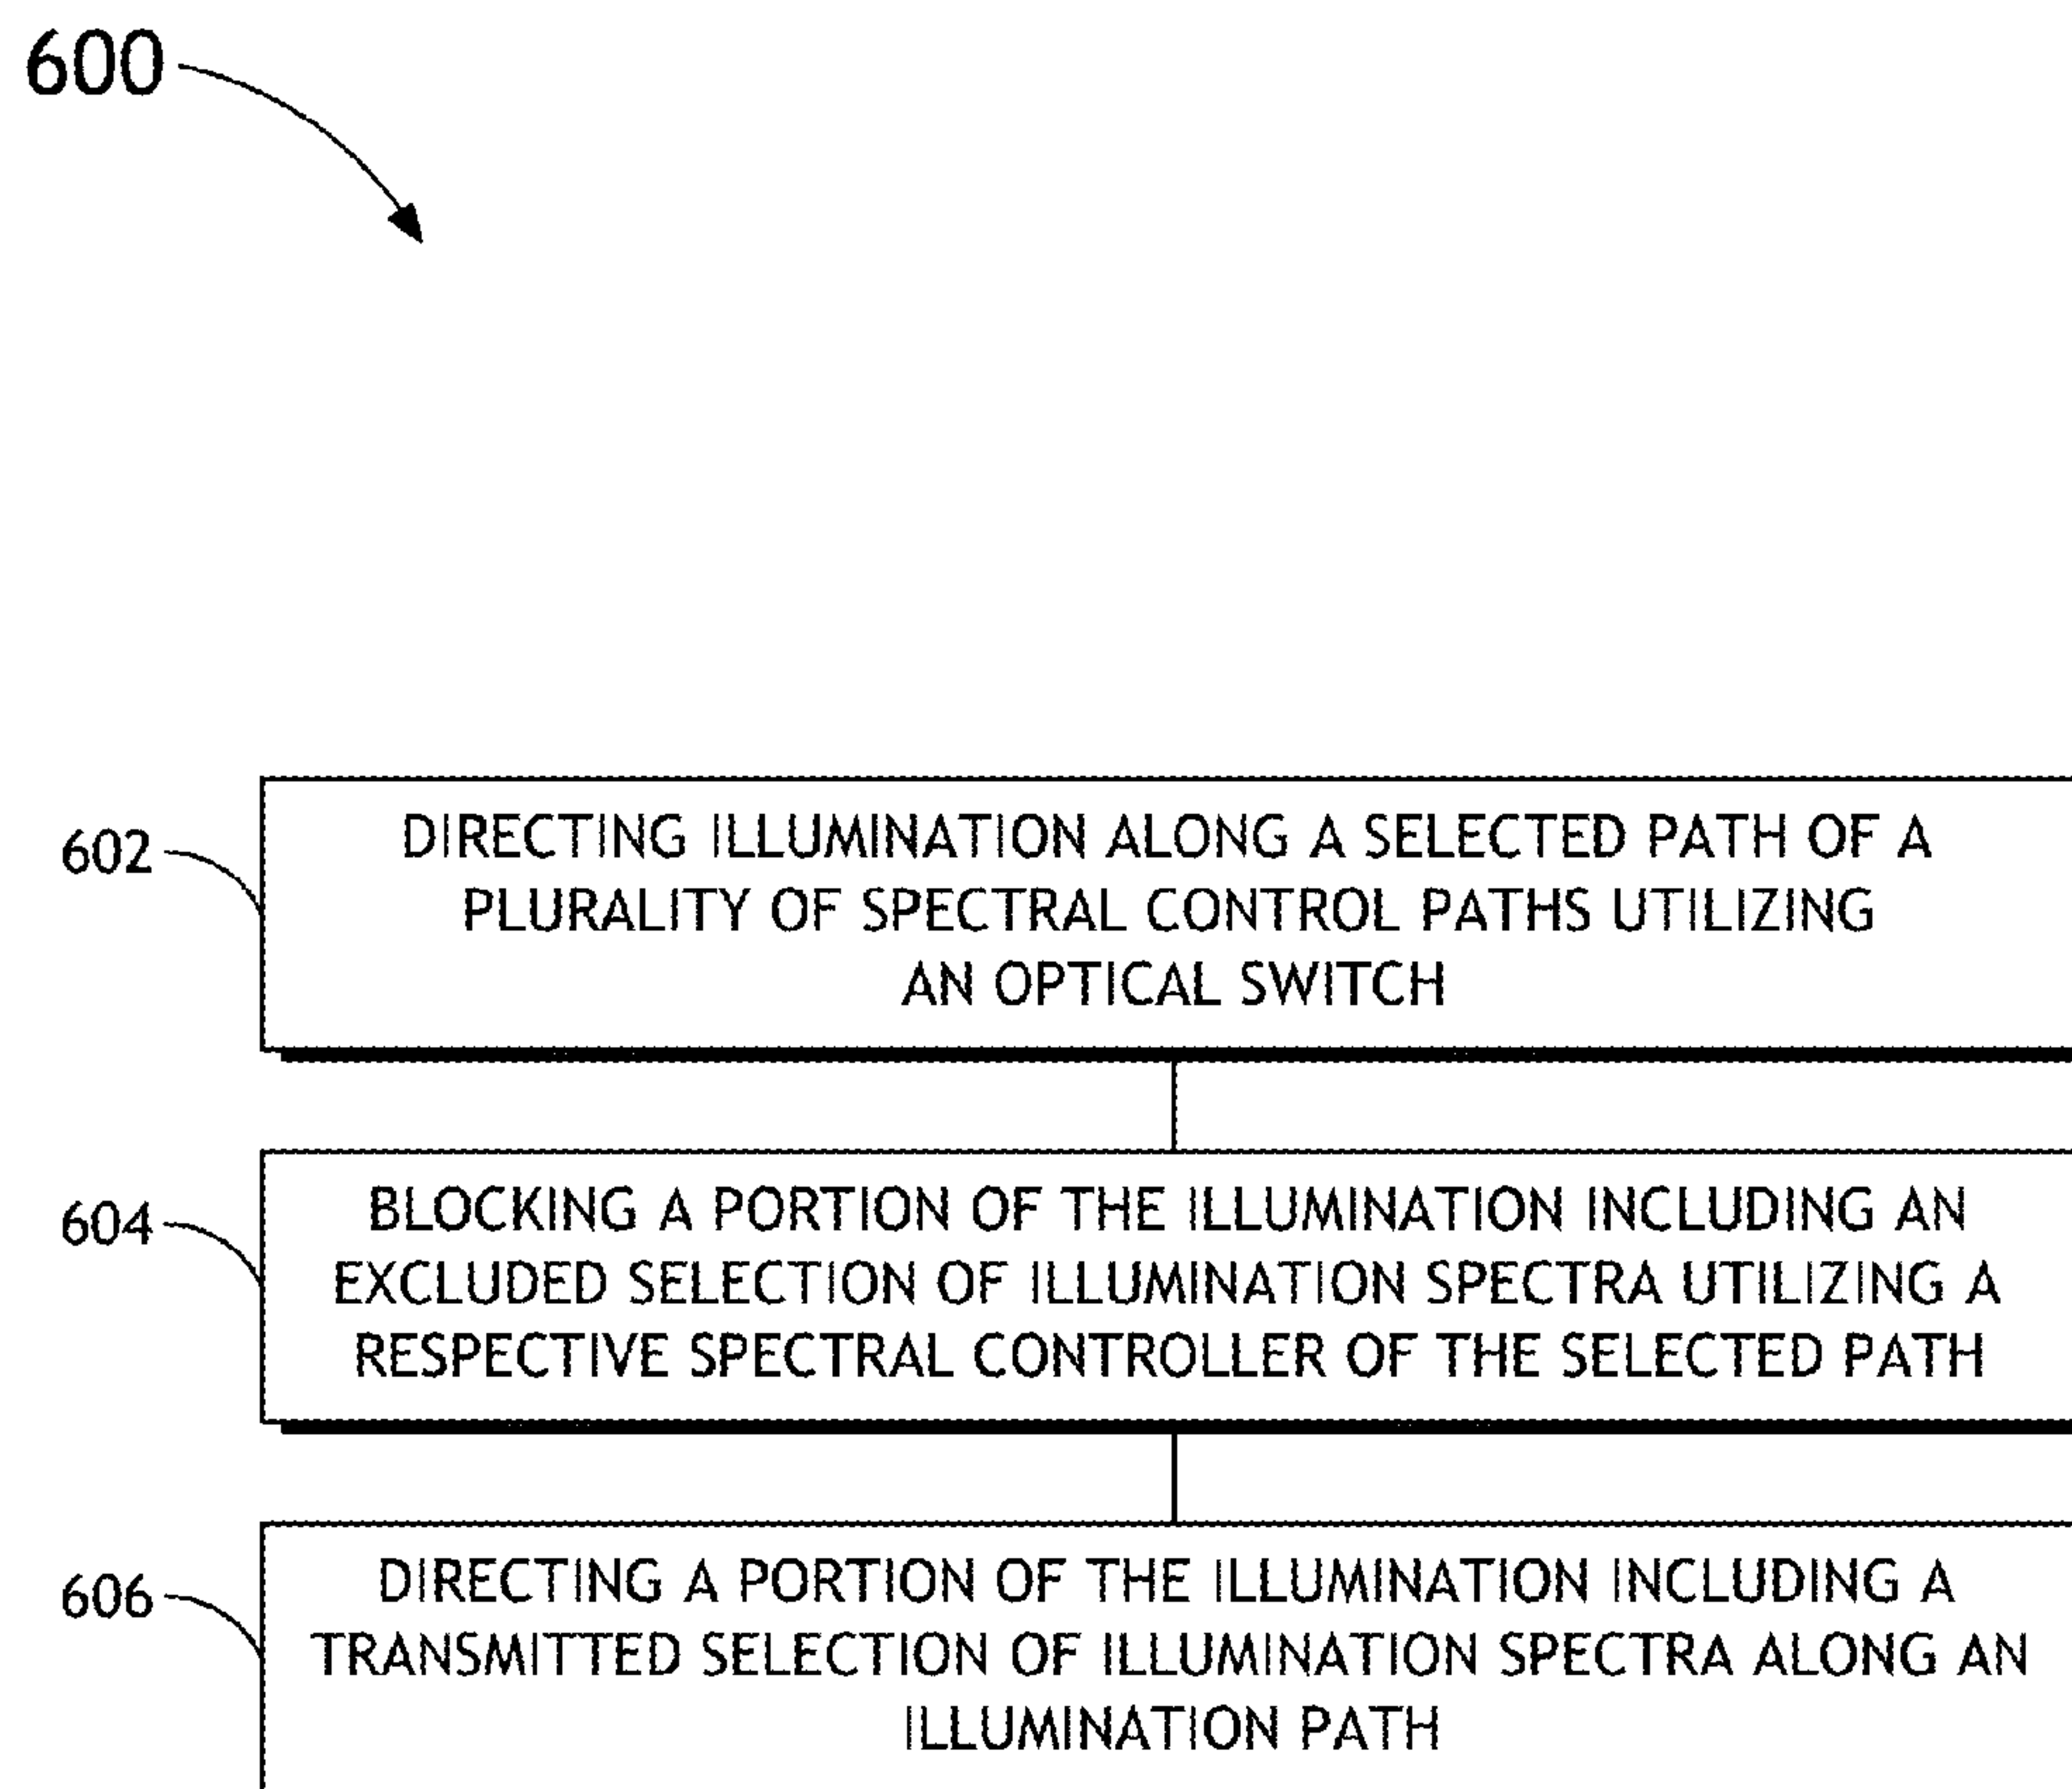 600
602
DIRECTING ILLUMINATION ALONG A SELECTED PATH OF A
PLURALITY OF SPECTRAL CONTROL PATHS UTILIZING
AN OPTICAL SWITCH
604
BLOCKING A PORTION OF THE ILLUMINATION INCLUDING AN
EXCLUDED SELECTION OF ILLUMINATION SPECTRA UTILIZING A
RESPECTIVE SPECTRAL CONTROLLER OF THE SELECTED PATH
606
DIRECTING A PORTION OF THE ILLUMINATION INCLUDING A
TRANSMITTED SELECTION OF ILLUMINATION SPECTRA ALONG AN
ILLUMINATION PATH